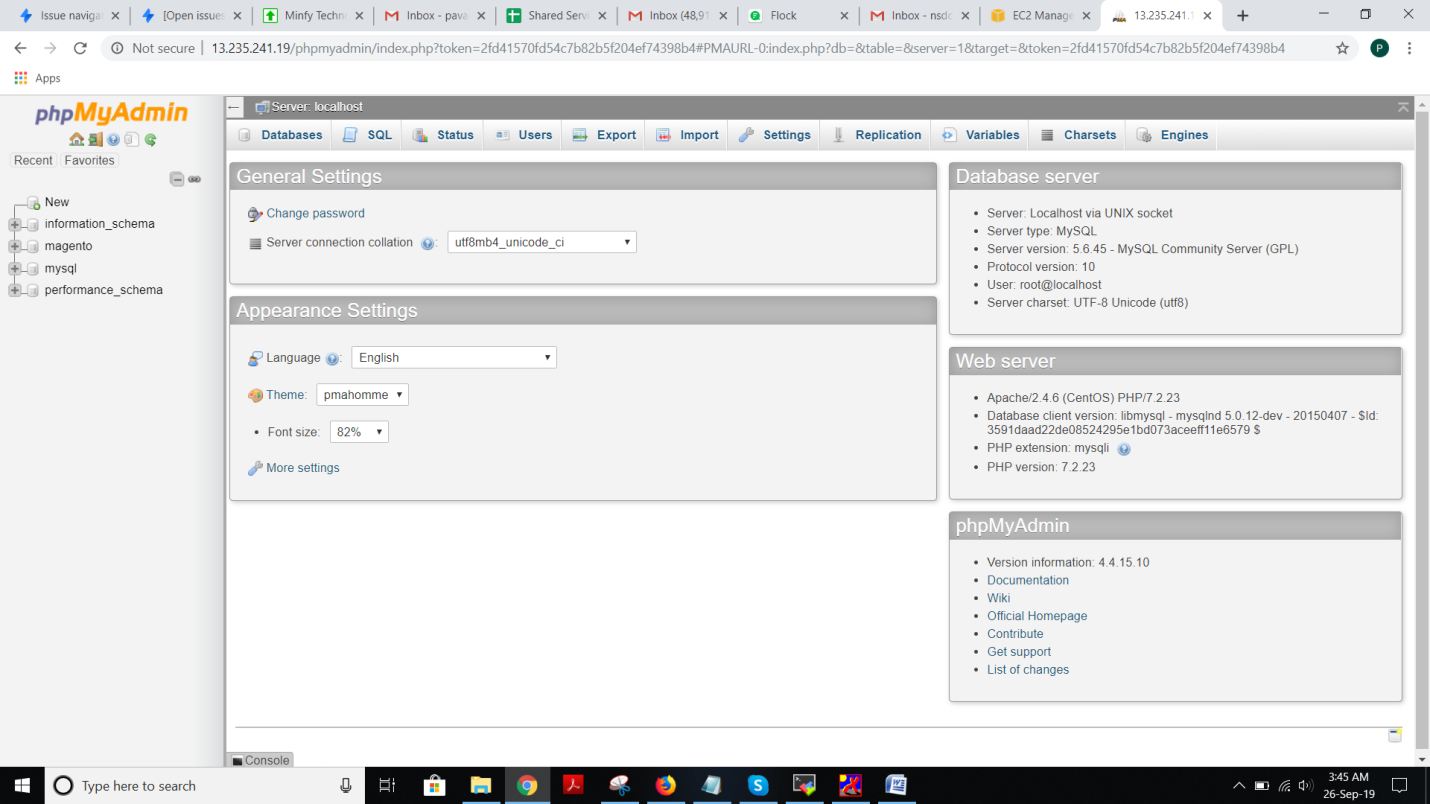 Issue navigat
[Open issues
Minfy Techne
Inbox - pava
Shared Servi
Inbox (48,91
Flock
Inbox - nsdc
EC2 Manage
13.235.241.1
Not secure
13.235.241.19/phpmyadmin/index.php?token=2fd41570fd54c7b82b5f204ef74398b4#PMAURL-0:index.php?db=&table=&server=1&target=&token=2fd41570fd54c7b82b5f204ef74398b4
P
Apps
phpMyAdmin
Recent
Favorites
New
information_schema
magento
mysql
performance_schema
Server: localhost
Databases
SQL
Status
Users
Export
Import
Settings
Replication
Variables
Charsets
Engines
General Settings
Change password
Server connection collation
:
utf8mb4_unicode_ci
Appearance Settings
Language
:
English
Theme:
pmahomme
• Font size:
82%
More settings
Database server
• Server: Localhost via UNIX socket
• Server type: MySQL
• Server version: 5.6.45 - MySQL Community Server (GPL)
• Protocol version: 10
• User: root@localhost
• Server charset: UTF-8 Unicode (utf8)
Web server
• Apache/2.4.6 (CentOS) PHP/7.2.23
• Database client version: libmysql - mysqlnd 5.0.12-dev - 20150407 - $Id:
3591daad22de08524295e1bd073aceeff11e6579 $
• PHP extension: mysqli
• PHP version: 7.2.23
phpMyAdmin
• Version information: 4.4.15.10
• Documentation
• Wiki
• Official Homepage
• Contribute
• Get support
• List of changes
Console
Type here to search
3:45 AM
26-Sep-19